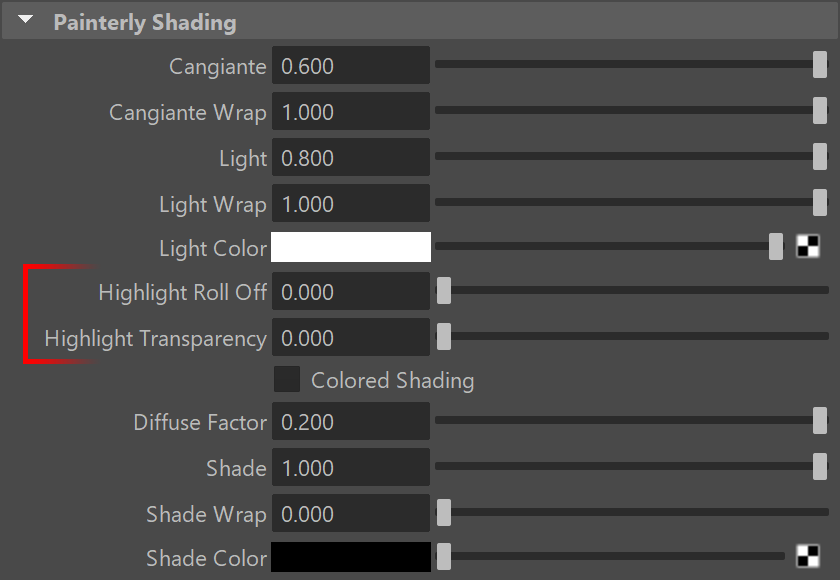 Painterly Shading
Cangiante 0.600
Cangiante Wrap 1.000
Light 0.800
Light Wrap 1.000
Light Color
Highlight Roll Off 0.000
Highlight Transparency 0.000
Colored Shading
Diffuse Factor 0.200
Shade 1.000
Shade Wrap 0.000
Shade Color